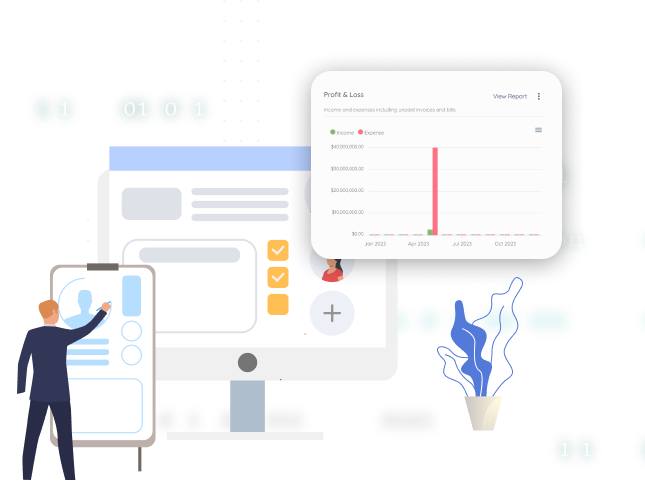 Profit & Loss
View Report
Income and expenses including unpaid invoices and bills
Income Expense
$40,000,000.00
$30,000,000.00
$20,000,000.00
$10,000,000.00
$0.00
Jan 2023 Apr 2023 Jul 2023 Oct 2023
1 01 0 1
1 1